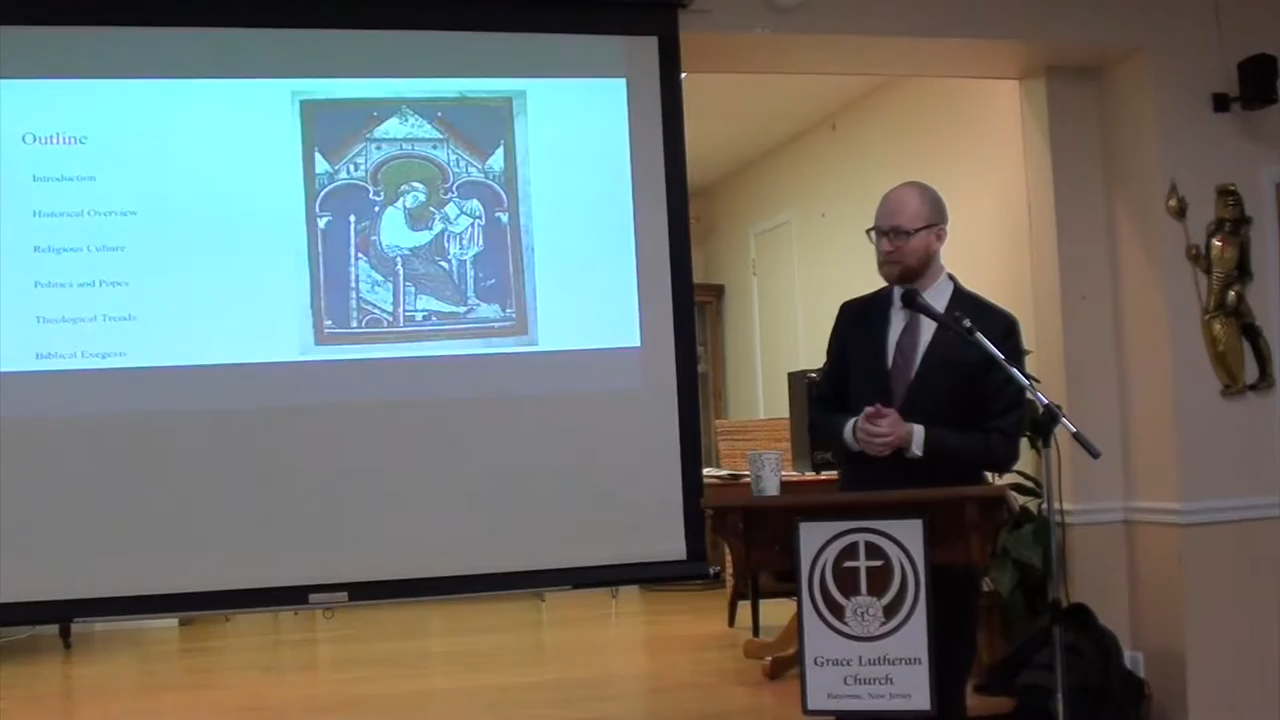 Outline
Introduction
Historical Overview
Religious Culture
Politics and Popes
Theological Trends
Biblical Exegesis
GLC
Grace Lutheran
Church
Bayonne, New Jersey